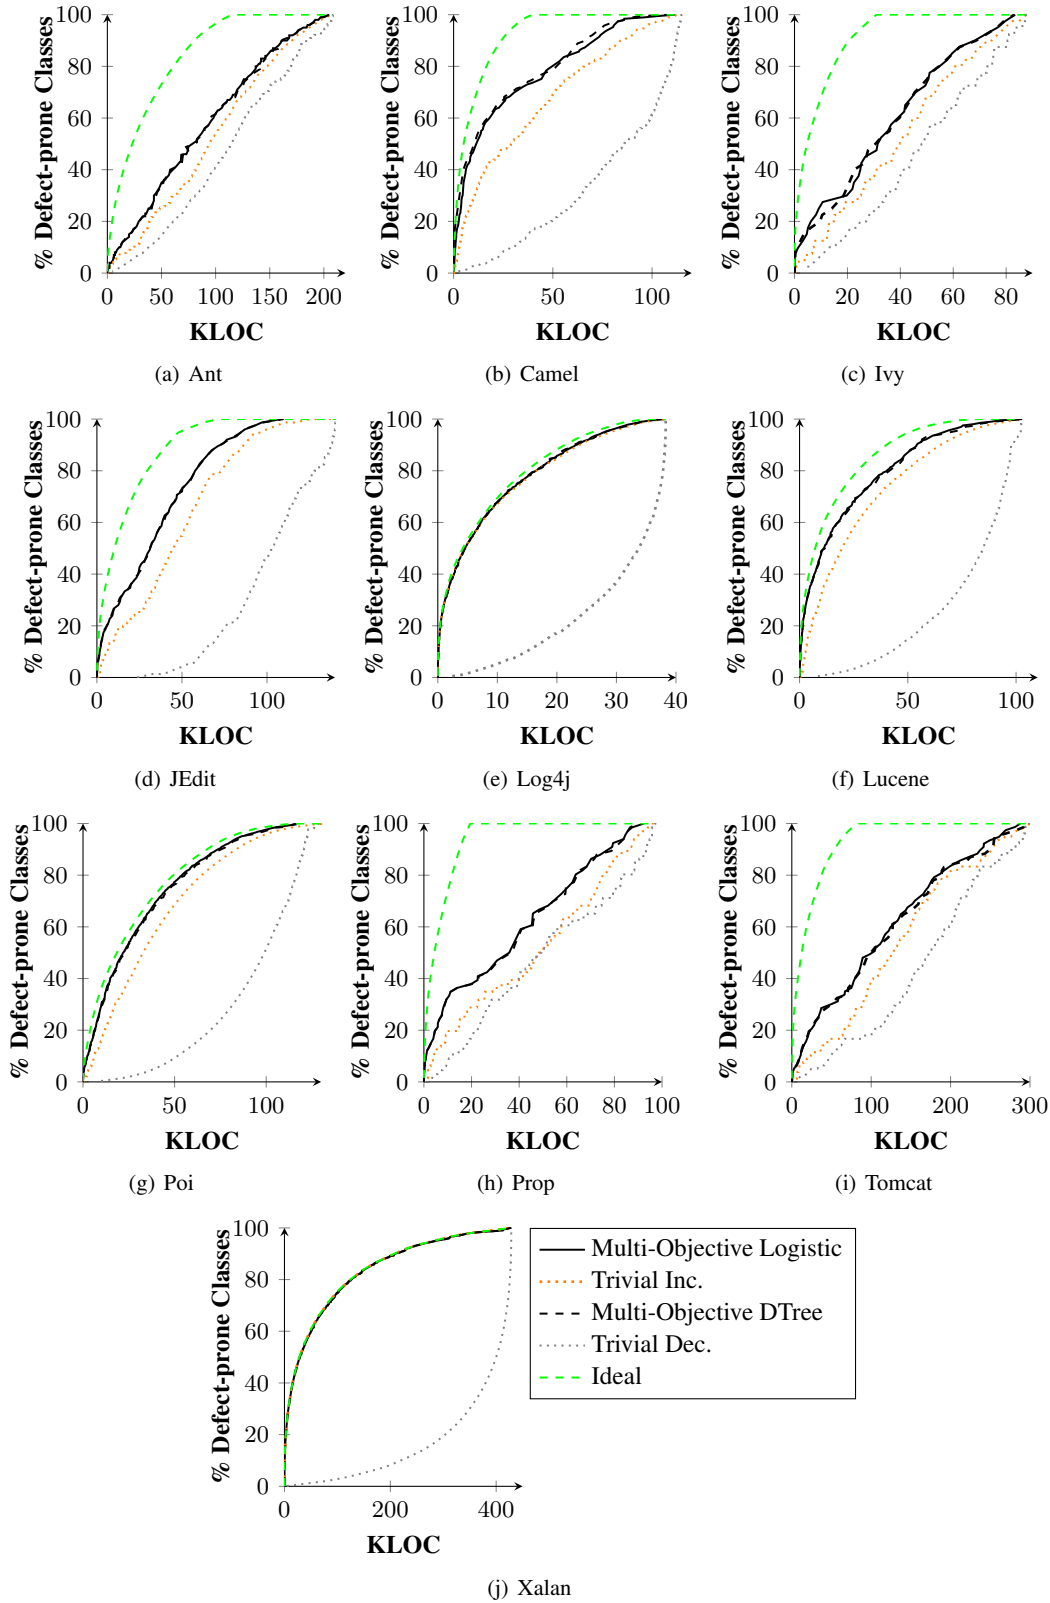 % Defect-prone Classes
100
80
60
40
20
0
0 50 100 150 200
KLOC
(a) Ant
% Defect-prone Classes
100
80
60
40
20
0
0 50 100
KLOC
(b) Camel
% Defect-prone Classes
100
80
60
40
20
0
0 20 40 60 80
KLOC
(c) Ivy
% Defect-prone Classes
100
80
60
40
20
0
0 50 100
KLOC
(d) JEdit
% Defect-prone Classes
100
80
60
40
20
0
0 10 20 30 40
KLOC
(e) Log4j
% Defect-prone Classes
100
80
60
40
20
0
0 50 100
KLOC
(f) Lucene
% Defect-prone Classes
100
80
60
40
20
0
0 50 100
KLOC
(g) Poi
% Defect-prone Classes
100
80
60
40
20
0
0 20 40 60 80 100
KLOC
(h) Prop
% Defect-prone Classes
100
80
60
40
20
0
0 100 200 300
KLOC
(i) Tomcat
% Defect-prone Classes
100
80
60
40
20
0
0 200 400
KLOC
(j) Xalan
Multi-Objective Logistic
Trivial Inc.
Multi-Objective DTree
Trivial Dec.
Ideal